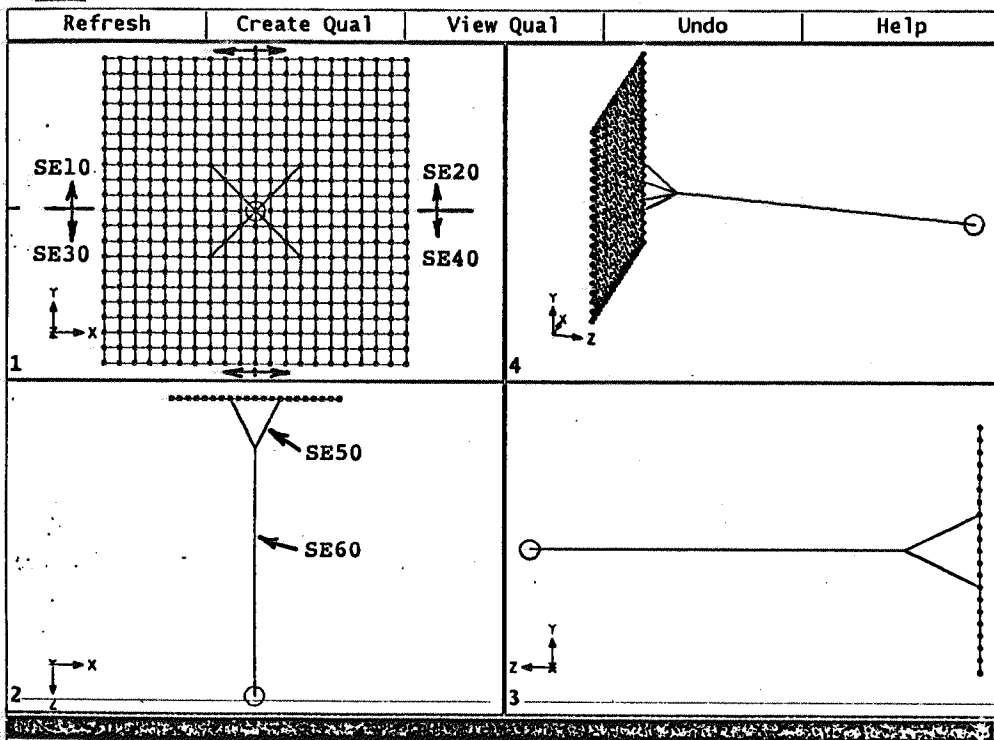 Refresh Create Qual View Qual Undo Help
SE10 SE20
SE30 SE40
Y
Z X
1
Y
X
Z
4
SE50
SE60
Y X
Z
2
Y
Z X
3